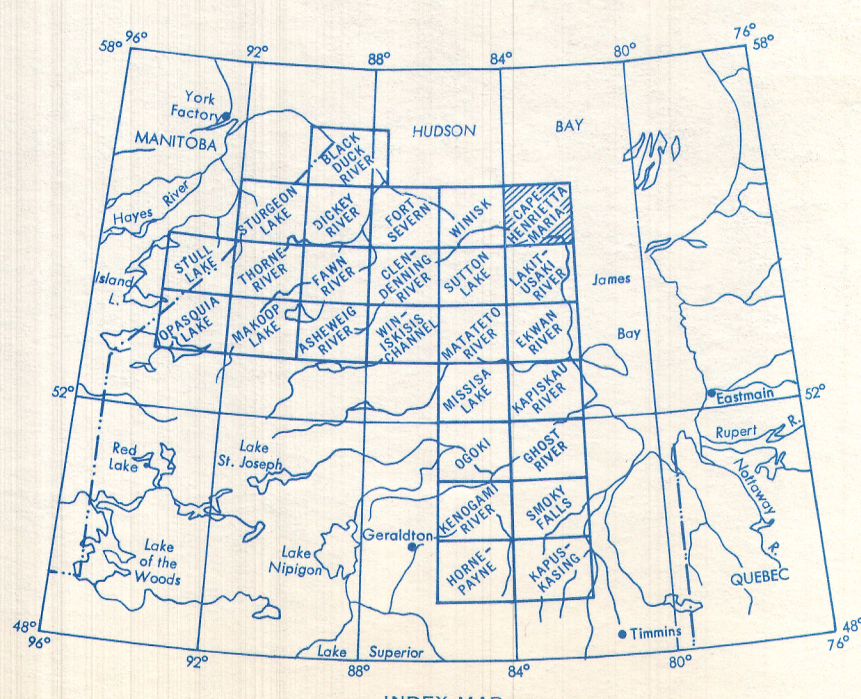 96°
58°
92°
88°
84°
80°
76°
58°
York
Factory
MANITOBA
HUDSON BAY
BLACK
DUCK
RIVER
Hayes River
STURGEON
LAKE
DICKEY
RIVER
FORT
SEVERN
WINISK
CAPE
HENRIETTA
MARIA
STULL
LAKE
THORNE
RIVER
FAWN
RIVER
CLEN-
DENNING
RIVER
SUTTON
LAKE
LAKIT-
USAKI
RIVER
James
Bay
Island
L.
OPASQUIA
LAKE
MAKOOP
LAKE
ASHEWEIG
RIVER
WIN-
ISKISIS
CHANNEL
MATATETO
RIVER
EKWAN
RIVER
52°
MISSISA
LAKE
KAPISKAU
RIVER
Eastmain
52°
Rupert R.
Red
Lake
Lake
St. Joseph
OGOKI
GHOST
RIVER
Nottaway R.
KENOGAMI
RIVER
SMOKY
FALLS
Geraldton
Lake
of the
Woods
Lake
Nipigon
HORNE-
PAYNE
KAPUS-
KASING
QUEBEC
48°
96°
92°
Lake Superior
88°
84°
Timmins
80°
48°
76°
INDEX MAP